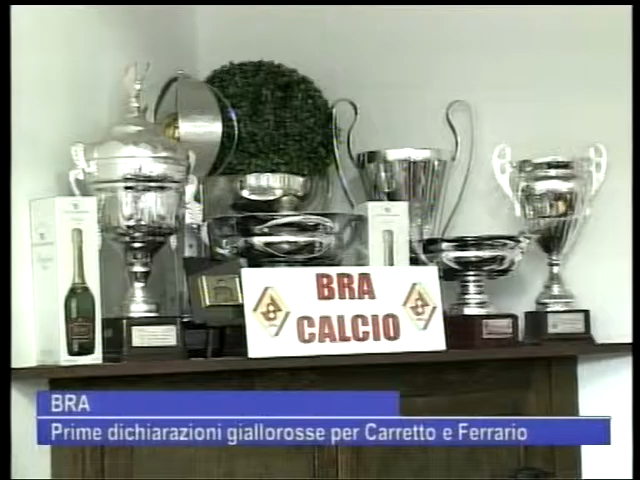 BRA
CALCIO
BRA
Prime dichiarazioni giallorosse per Carretto e Ferrario